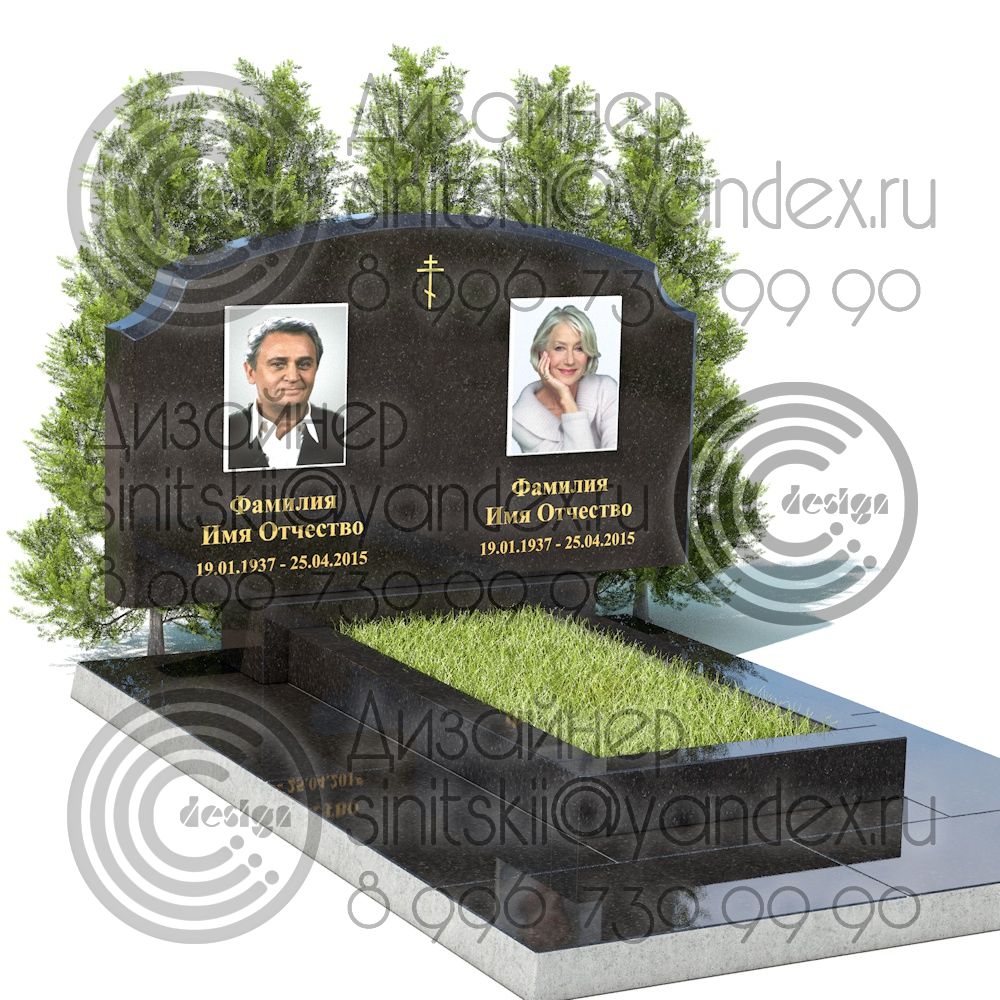 Дизайнер
sinitskii@yandex.ru
8 996 730 99 90
Дизайнер
sinitskii@yandex.ru
8 996 730 99 90
design
Фамилия
Имя Отчество
19.01.1937 - 25.04.2015
Фамилия
Имя Отчество
19.01.1937 - 25.04.2015
Дизайнер
sinitskii@yandex.ru
8 996 730 99 90
design